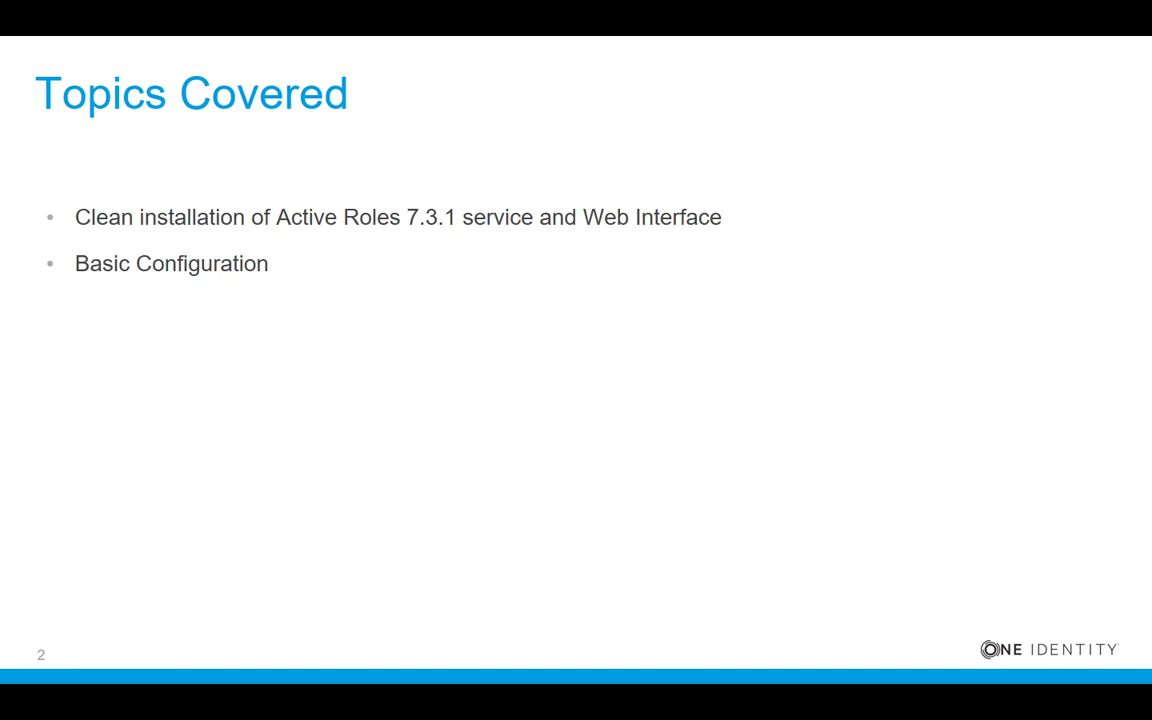 Topics Covered
• Clean installation of Active Roles 7.3.1 service and Web Interface
• Basic Configuration
2
ONE IDENTITY